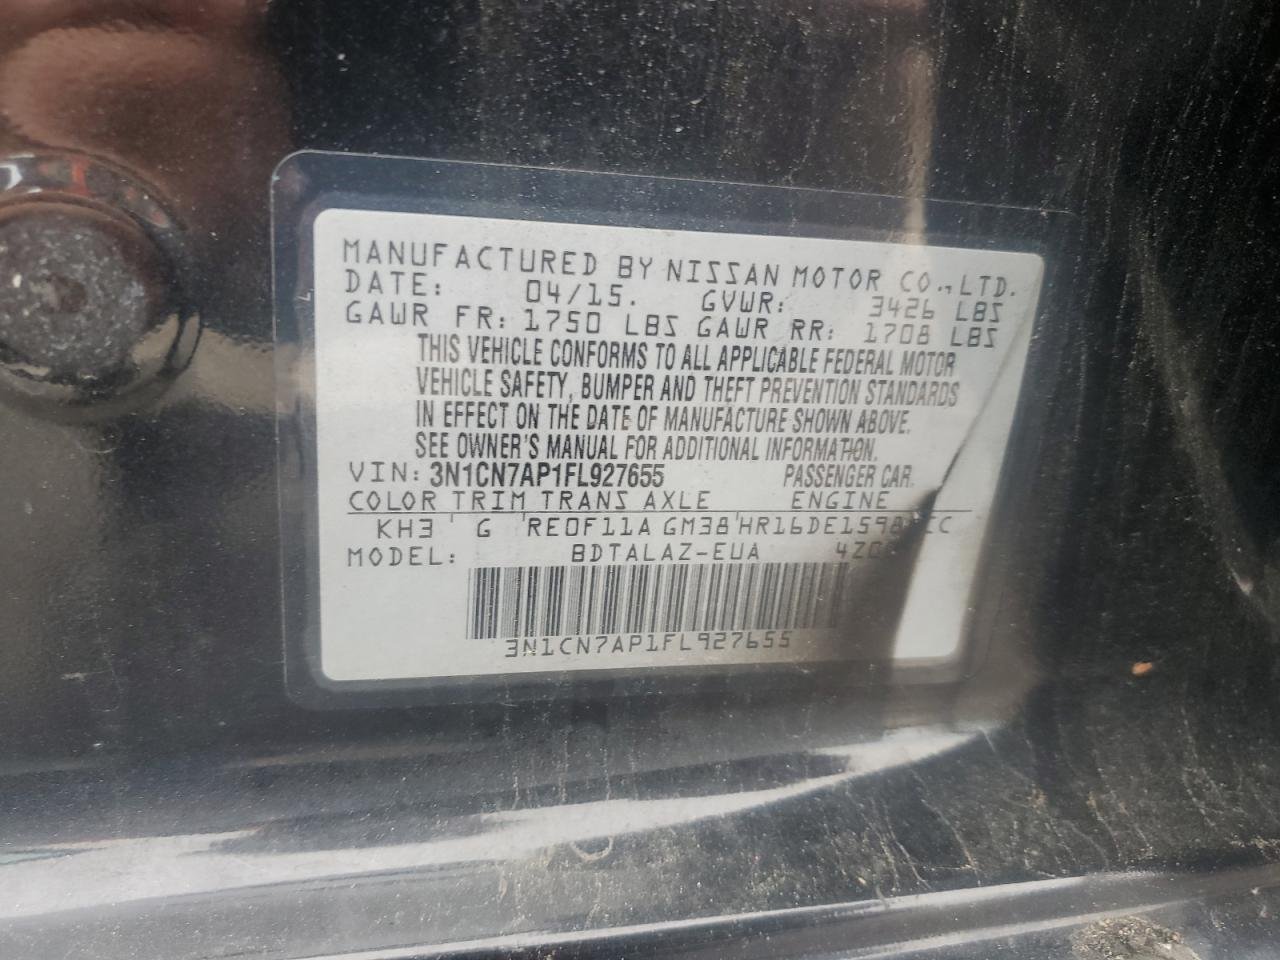 MANUFACTURED BY NISSAN MOTOR CO.,LTD.
DATE: 04/15. GVWR: 3426 LBS
GAWR FR: 1750 LBS GAWR RR: 1708 LBS
THIS VEHICLE CONFORMS TO ALL APPLICABLE FEDERAL MOTOR
VEHICLE SAFETY, BUMPER AND THEFT PREVENTION STANDARDS
IN EFFECT ON THE DATE OF MANUFACTURE SHOWN ABOVE.
SEE OWNER'S MANUAL FOR ADDITIONAL INFORMATION.
VIN: 3N1CN7AP1FL927655 PASSENGER CAR.
COLOR TRIM TRANS AXLE ENGINE
KH3 G RE0F11A GM38
MODEL: BDTALAZ-EUA
3N1CN7AP1FL927655